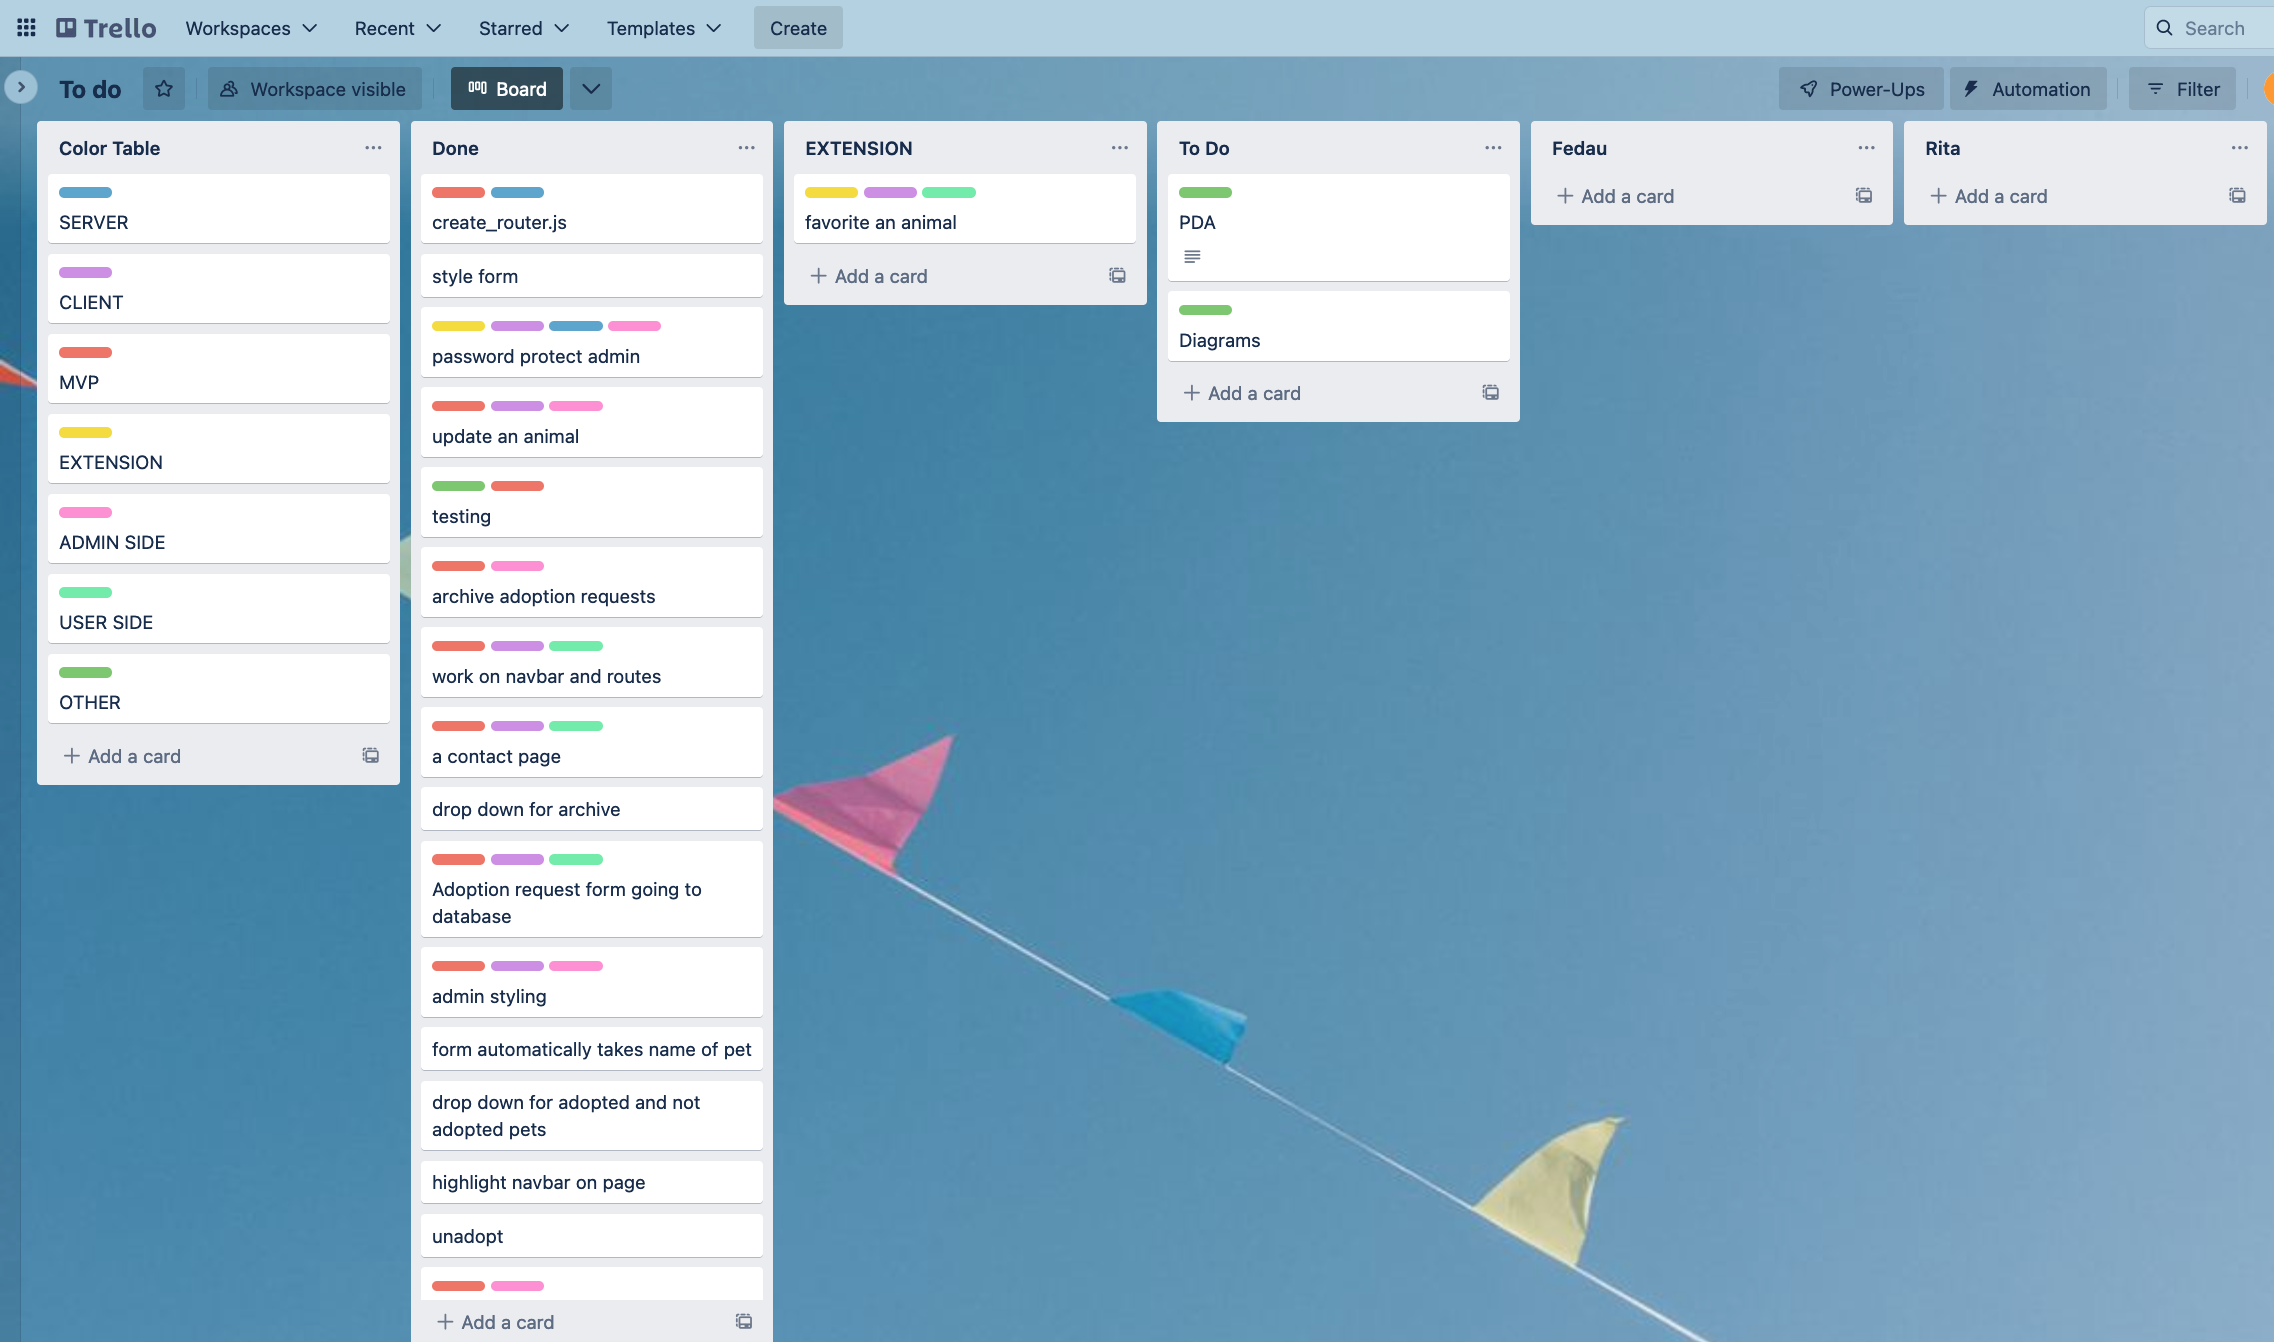 Trello Workspaces Recent Starred Templates Create Search
To do Workspace visible Board Power-Ups Automation Filter
Color Table
SERVER
CLIENT
MVP
EXTENSION
ADMIN SIDE
USER SIDE
OTHER
Add a card
Done
create_router.js
style form
password protect admin
update an animal
testing
archive adoption requests
work on navbar and routes
a contact page
drop down for archive
Adoption request form going to
database
admin styling
form automatically takes name of pet
drop down for adopted and not
adopted pets
highlight navbar on page
unadopt
Add a card
EXTENSION
favorite an animal
Add a card
To Do
PDA
Diagrams
Add a card
Fedau
Add a card
Rita
Add a card